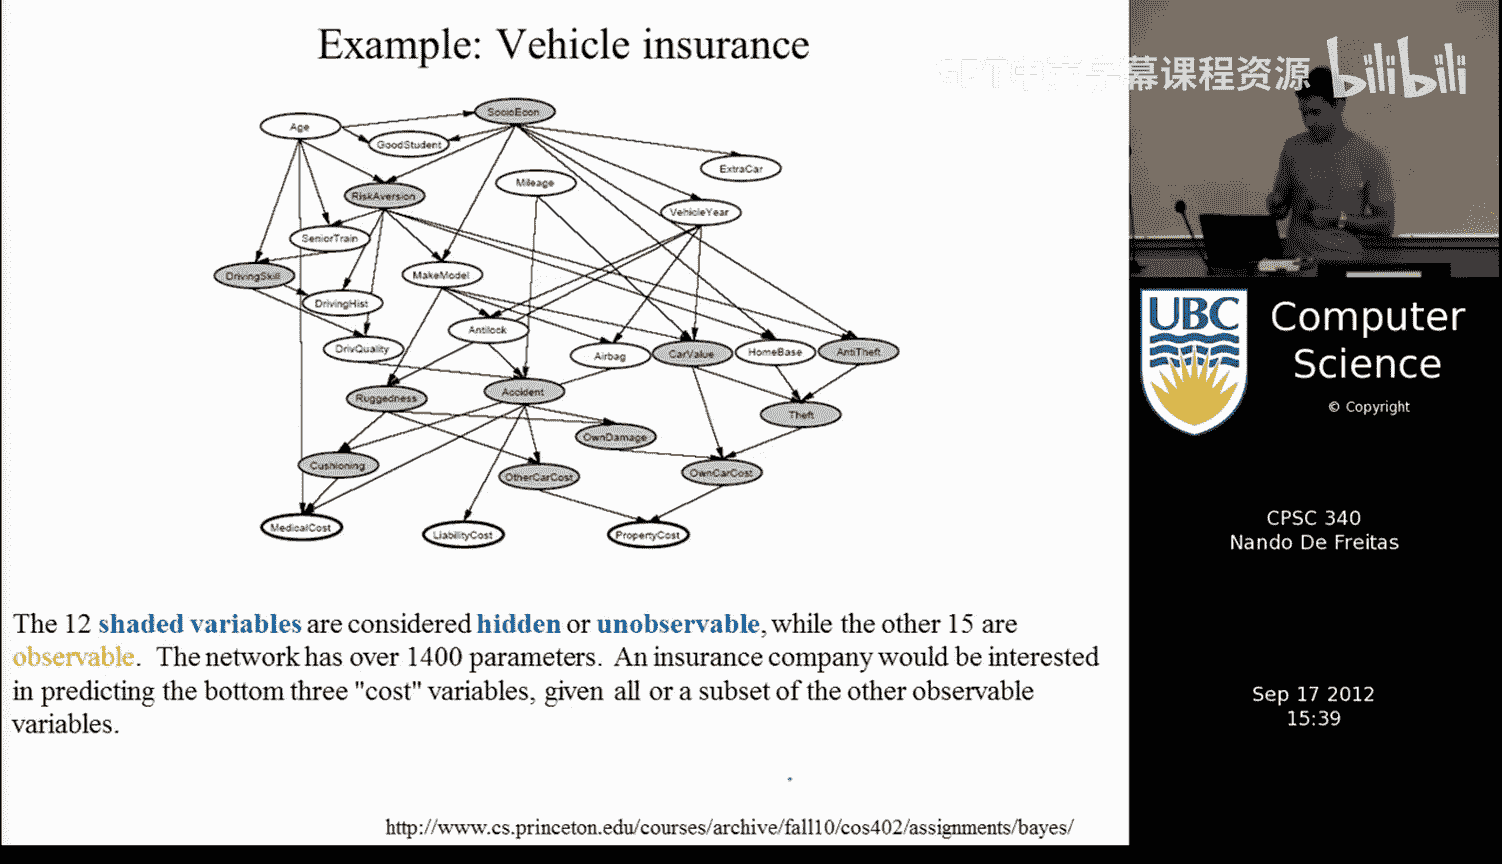 Example: Vehicle insurance
幕课程资源 bilibili
Age
SocioEcon
GoodStudent
ExtraCar
RiskAversion
Mileage
VehicleYear
SeniorTrain
DrivingSkill
MakeModel
DrivingHist
Antilock
DrivQuality
Airbag
CarValue
HomeBase
AntiTheft
Ruggedness
Accident
Theft
OwnDamage
Cushioning
OtherCarCost
OwnCarCost
MedicalCost
LiabilityCost
PropertyCost
The 12 shaded variables are considered hidden or unobservable, while the other 15 are
observable. The network has over 1400 parameters. An insurance company would be interested
in predicting the bottom three "cost" variables, given all or a subset of the other observable
variables.
http://www.cs.princeton.edu/courses/archive/fall10/cos402/assignments/bayes/
UBC
Computer
Science
© Copyright
CPSC 340
Nando De Freitas
Sep 17 2012
15:39